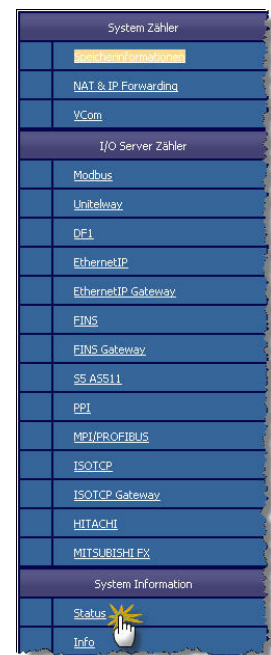 System Zähler
Speicherinformationen
NAT & IP Forwarding
VCom
I/O Server Zähler
Modbus
Unitelway
DF1
EthernetIP
EthernetIP Gateway
FINS
FINS Gateway
S5 AS511
PPI
MPI/PROFIBUS
ISOTCP
ISOTCP Gateway
HITACHI
MITSUBISHI FX
System Information
Status
Info